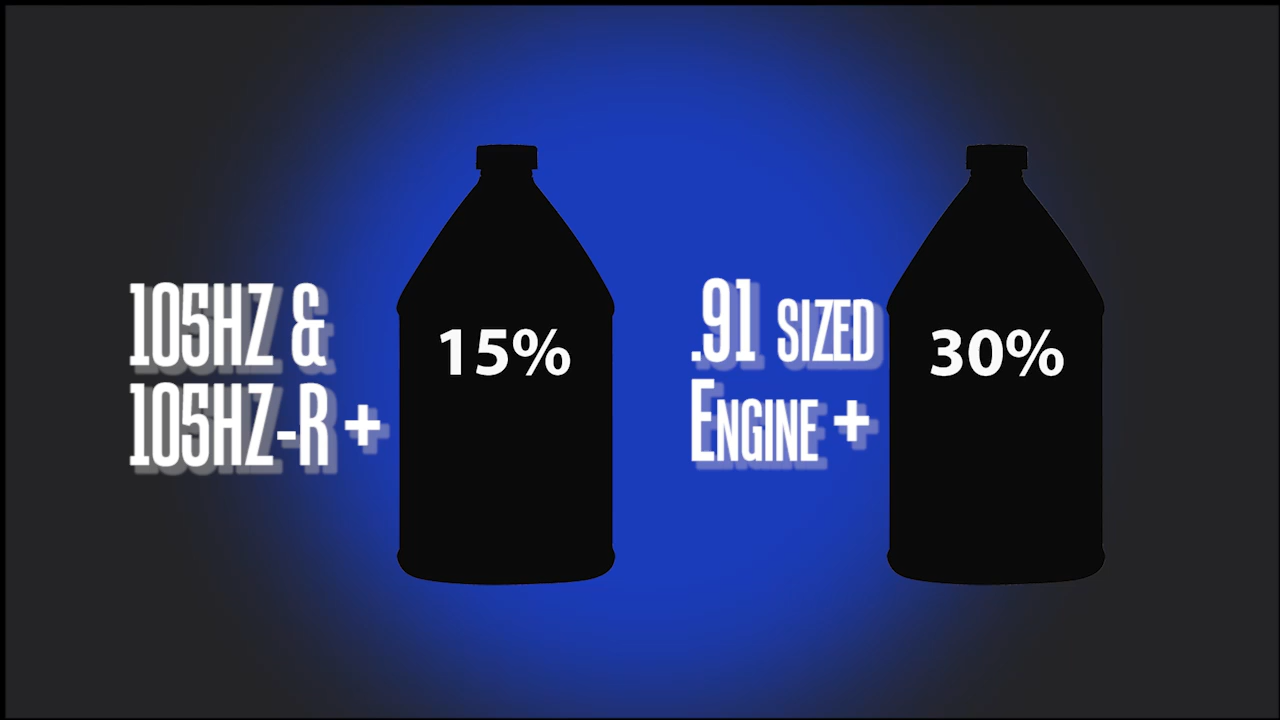 105HZ &
105HZ-R +
15%
.91 SIZED
ENGINE +
30%